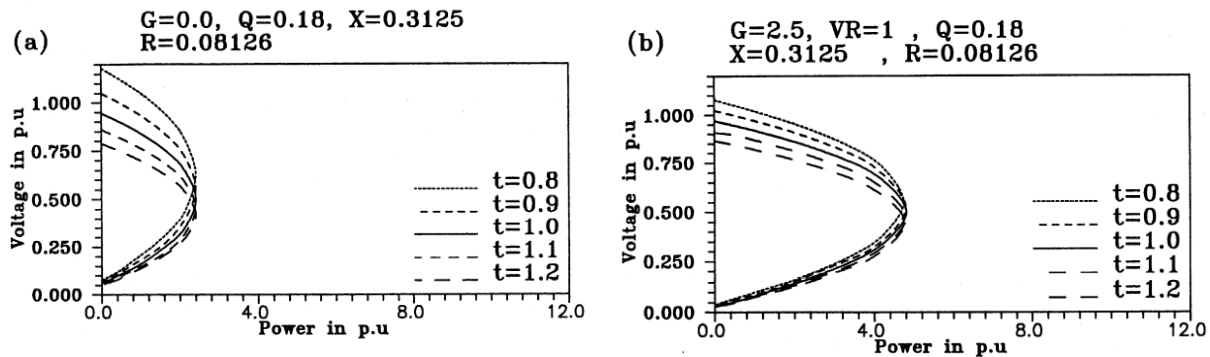 (a)
G=0.0, Q=0.18, X=0.3125
R=0.08126
Voltage in p.u
1.000
0.750
0.500
0.250
0.000
t=0.8
t=0.9
t=1.0
t=1.1
t=1.2
0.0
4.0
8.0
12.0
Power in p.u
(b)
G=2.5, VR=1 , Q=0.18
X=0.3125 , R=0.08126
Voltage in p.u
1.000
0.750
0.500
0.250
0.000
t=0.8
t=0.9
t=1.0
t=1.1
t=1.2
0.0
4.0
8.0
12.0
Power in p.u